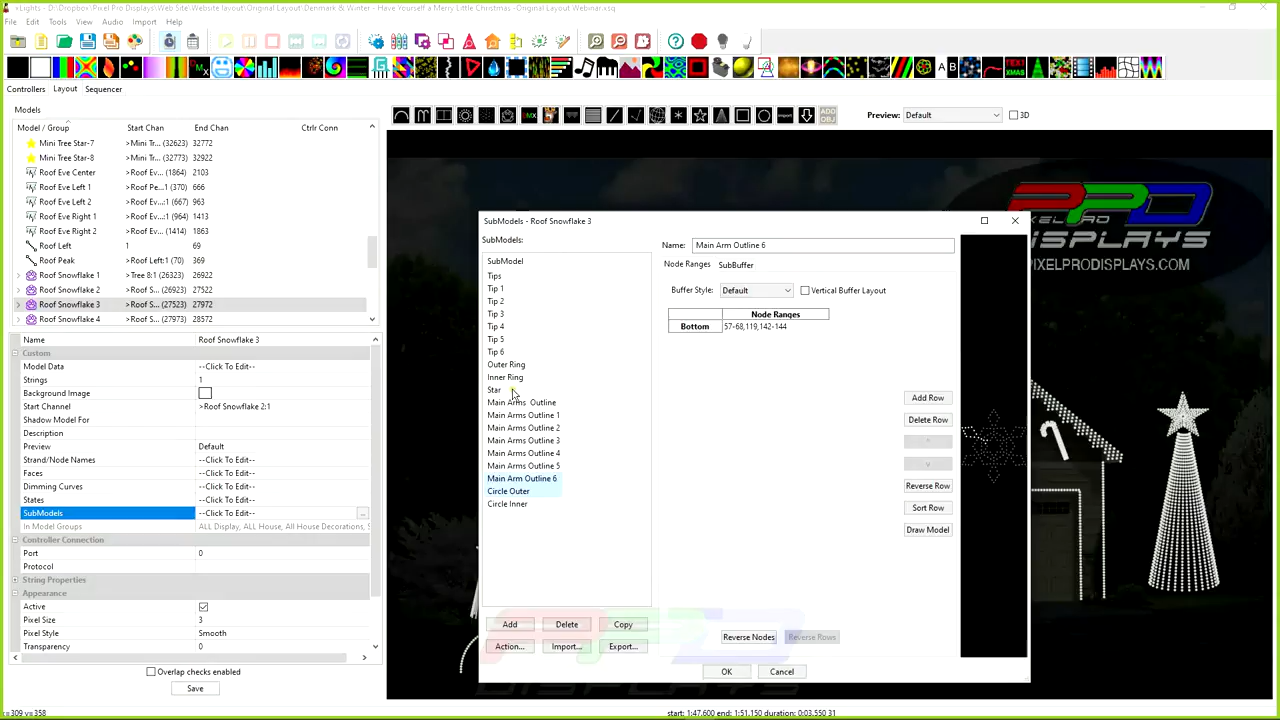 xLights - D:\Dropbox\Pixel Pro Displays\Web Site\Website layout\Original Layout\Denmark & Winter - Have Yourself a Merry Little Christmas -Original Layout Webinar.xsq
File Edit Tools View Audio Import Help
Controllers Layout Sequencer
Models
Preview: Default 3D
Model / Group Start Chan End Chan Ctrlr Conn
Mini Tree Star-7 >Mini Tr... (32623) 32772
Mini Tree Star-8 >Mini Tr... (32773) 32922
Roof Eve Center >Roof Ev... (1864) 2103
Roof Eve Left 1 >Roof Pe...:1 (370) 666
Roof Eve Left 2 >Roof Ev...:1 (667) 963
Roof Eve Right 1 >Roof Ev...:1 (964) 1413
Roof Eve Right 2 >Roof Ev... (1414) 1863
Roof Left 1 69
Roof Peak >Roof Left:1 (70) 369
Roof Snowflake 1 >Tree 8:1 (26323) 26922
Roof Snowflake 2 >Roof S... (26923) 27522
Roof Snowflake 3 >Roof S... (27523) 27972
Roof Snowflake 4 >Roof S... (27973) 28572
Name Roof Snowflake 3
Custom
Model Data --Click To Edit--
Strings 1
Background Image
Start Channel >Roof Snowflake 2:1
Shadow Model For
Description
Preview Default
Strand/Node Names --Click To Edit--
Faces --Click To Edit--
Dimming Curves --Click To Edit--
States --Click To Edit--
SubModels --Click To Edit--
In Model Groups ALL Display, ALL House, All House Decorations, S
Controller Connection
Port 0
Protocol
String Properties
Appearance
Active
Pixel Size 3
Pixel Style Smooth
Transparency 0
Overlap checks enabled
Save
SubModels - Roof Snowflake 3
SubModels:
SubModel
Tips
Tip 1
Tip 2
Tip 3
Tip 4
Tip 5
Tip 6
Outer Ring
Inner Ring
Star
Main Arms Outline
Main Arms Outline 1
Main Arms Outline 2
Main Arms Outline 3
Main Arms Outline 4
Main Arms Outline 5
Main Arm Outline 6
Circle Outer
Circle Inner
Add Delete Copy
Action... Import... Export...
Name: Main Arm Outline 6
Node Ranges SubBuffer
Buffer Style: Default Vertical Buffer Layout
Node Ranges
Bottom 57-68,119,142-144
Add Row
Delete Row
^
v
Reverse Row
Sort Row
Draw Model
Reverse Nodes Reverse Rows
OK Cancel
PPD
PIXEL PRO DISPLAYS
PIXELPRODISPLAYS.COM
x=309 y=358 start: 1:47.600 end: 1:51.150 duration: 0:03.550 31